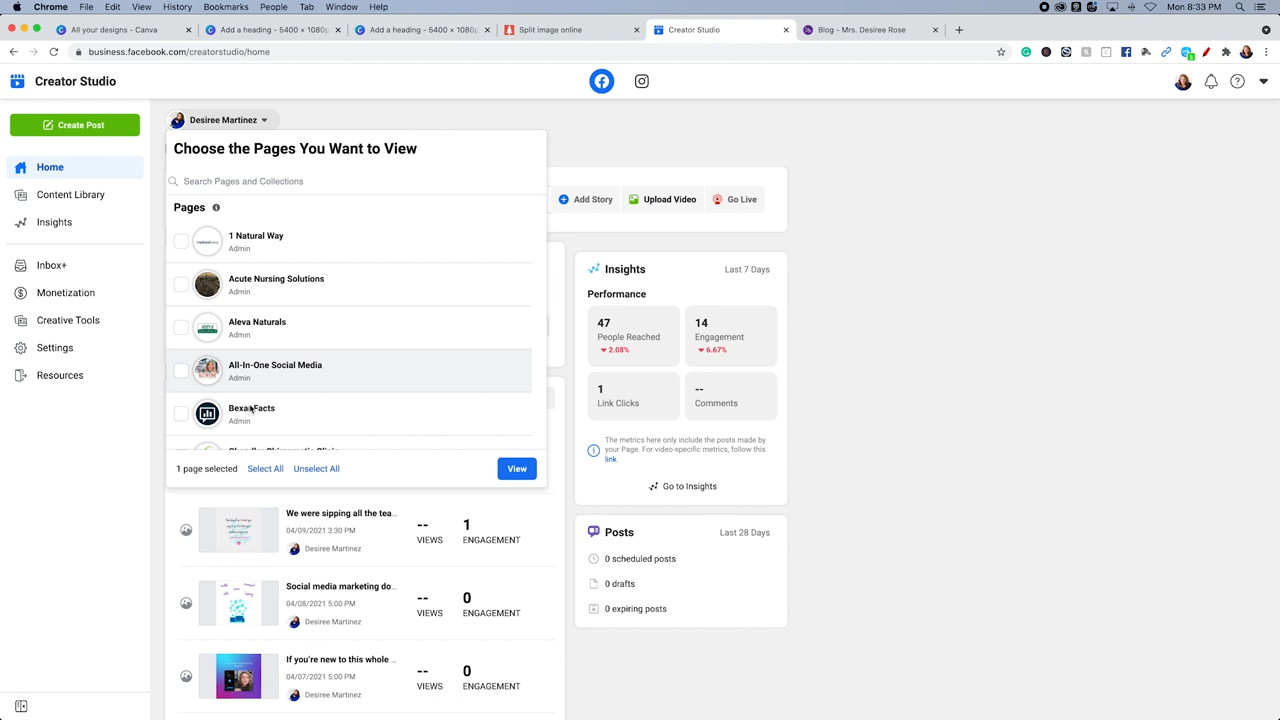 Chrome File Edit View History Bookmarks People Tab Window Help Mon 8:33 PM
All your designs - Canva Add a heading - 5400 × 1080p Add a heading - 5400 × 1080p Split image online Creator Studio Blog - Mrs. Desiree Rose
business.facebook.com/creatorstudio/home
Creator Studio
Create Post
Home
Content Library
Insights
Inbox+
Monetization
Creative Tools
Settings
Resources
Desiree Martinez
Choose the Pages You Want to View
Search Pages and Collections
Pages
1 Natural Way
Admin
Acute Nursing Solutions
Admin
Aleva Naturals
Admin
All-In-One Social Media
Admin
Bexar Facts
Admin
1 page selected Select All Unselect All View
Add Story Upload Video Go Live
Insights Last 7 Days
Performance
47
People Reached
2.08%
14
Engagement
6.67%
1
Link Clicks
--
Comments
The metrics here only include the posts made by
your Page. For video-specific metrics, follow this
link.
Go to Insights
Posts Last 28 Days
0 scheduled posts
0 drafts
0 expiring posts
We were sipping all the tea...
04/09/2021 3:30 PM
Desiree Martinez
-- VIEWS
1 ENGAGEMENT
Social media marketing do...
04/08/2021 5:00 PM
Desiree Martinez
-- VIEWS
0 ENGAGEMENT
If you're new to this whole ...
04/07/2021 5:00 PM
Desiree Martinez
-- VIEWS
0 ENGAGEMENT